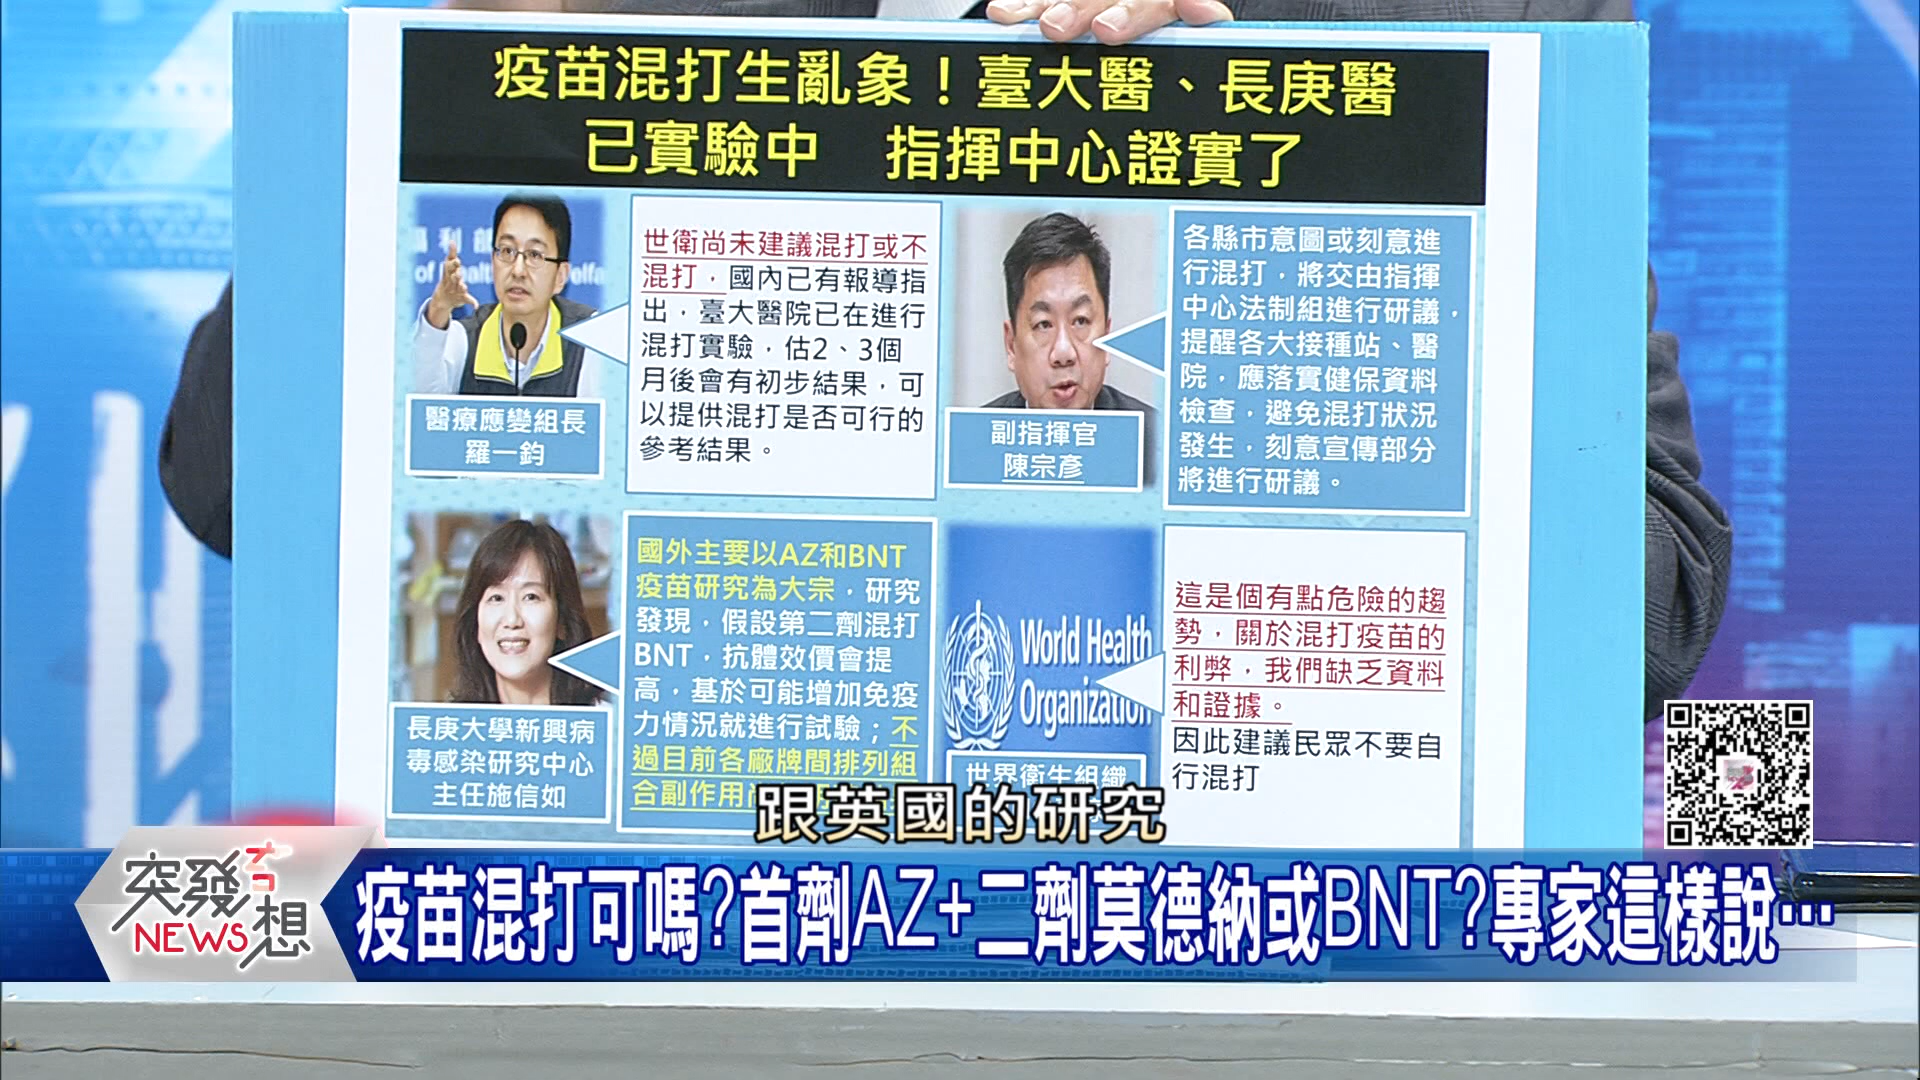 疫苗混打生亂象！臺大醫、長庚醫
已實驗中　指揮中心證實了
福利部
of Health
Welfa
醫療應變組長
羅一鈞
世衛尚未建議混打或不
混打，國內已有報導指
出，臺大醫院已在進行
混打實驗，估2、3個
月後會有初步結果，可
以提供混打是否可行的
參考結果。
副指揮官
陳宗彥
各縣市意圖或刻意進
行混打，將交由指揮
中心法制組進行研議，
提醒各大接種站、醫
院，應落實健保資料
檢查，避免混打狀況
發生，刻意宣傳部分
將進行研議。
長庚大學新興病
毒感染研究中心
主任施信如
國外主要以AZ和BNT
疫苗研究為大宗，研究
發現，假設第二劑混打
BNT，抗體效價會提
高，基於可能增加免疫
力情況就進行試驗；不
過目前各廠牌間排列組
合副作用
World Health
Organization
世界衛生組織
這是個有點危險的趨
勢，關於混打疫苗的
利弊，我們缺乏資料
和證據。
因此建議民眾不要自
行混打
跟英國的研究
突發奇想
NEWS
疫苗混打可嗎?首劑AZ+二劑莫德納或BNT?專家這樣說…